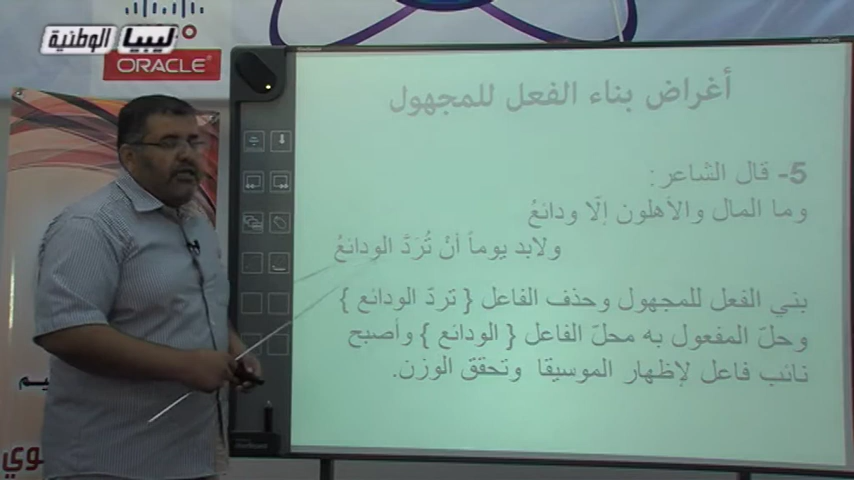 ليبيا الوطنية
ORACLE
أغراض بناء الفعل للمجهول
5- قال الشاعر :
وما المال والأهلون إلّا ودائعُ
ولابد يوماً أنْ تُرَدَّ الودائعُ
بني الفعل للمجهول وحذف الفاعل { تردّ الودائع }
وحلّ المفعول به محلّ الفاعل { الودائع } وأصبح
نائب فاعل لإظهار الموسيقا وتحقق الوزن.